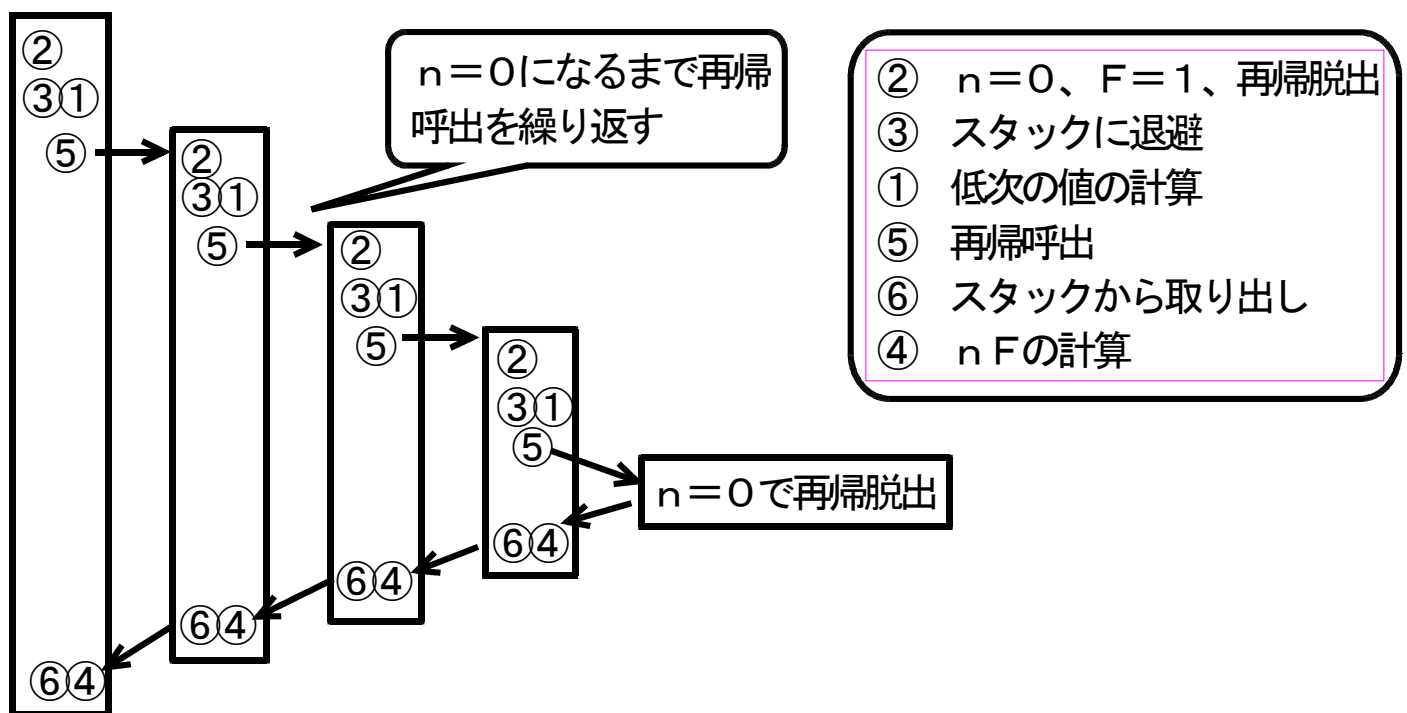 ②
③①
⑤
②
③①
⑤
②
③①
⑤
②
③①
⑤
n=0で再帰脱出
⑥④
⑥④
⑥④
⑥④
n=0になるまで再帰
呼出を繰り返す
② n=0、F=1、再帰脱出
③ スタックに退避
① 低次の値の計算
⑤ 再帰呼出
⑥ スタックから取り出し
④ nFの計算